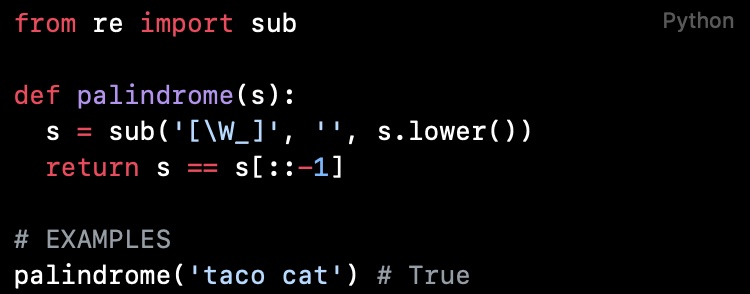 from re import sub
Python
def palindrome(s):
  s = sub('[\W_]', '', s.lower())
  return s == s[::-1]
# EXAMPLES
palindrome('taco cat') # True